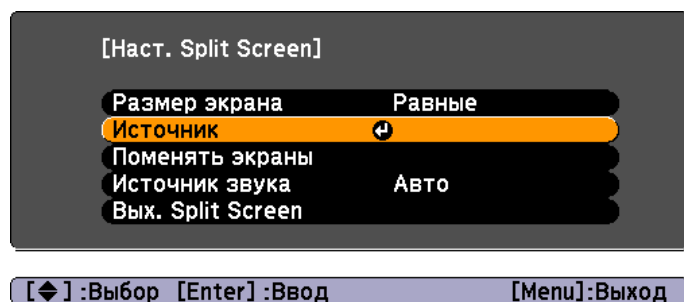 [Наст. Split Screen]
Размер экрана Равные
Источник
Поменять экраны
Источник звука Авто
Вых. Split Screen
[◆] :Выбор [Enter] :Ввод [Menu]:Выход